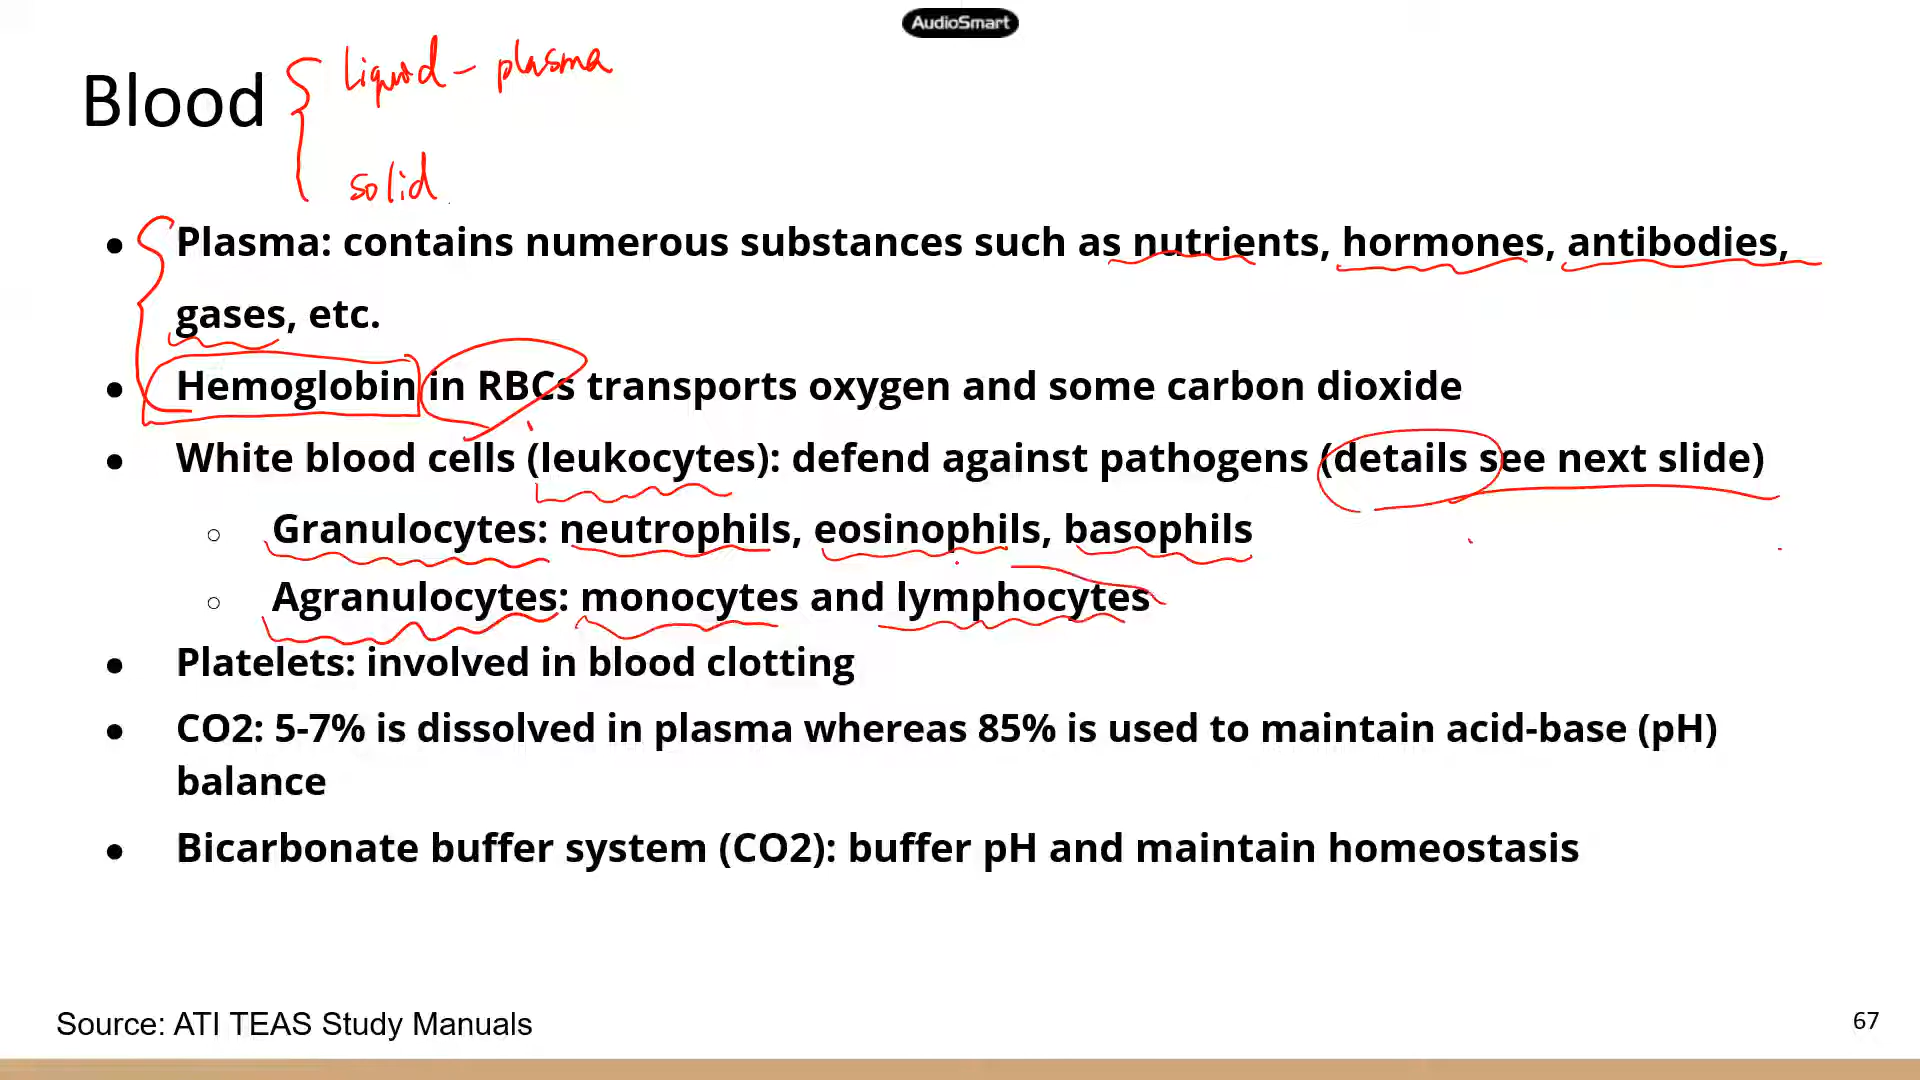 AudioSmart
liquid - plasma
Blood
solid
• Plasma: contains numerous substances such as nutrients, hormones, antibodies,
gases, etc.
• Hemoglobin in RBCs transports oxygen and some carbon dioxide
• White blood cells (leukocytes): defend against pathogens (details see next slide)
○ Granulocytes: neutrophils, eosinophils, basophils
○ Agranulocytes: monocytes and lymphocytes
• Platelets: involved in blood clotting
• CO2: 5-7% is dissolved in plasma whereas 85% is used to maintain acid-base (pH)
balance
• Bicarbonate buffer system (CO2): buffer pH and maintain homeostasis
Source: ATI TEAS Study Manuals
67